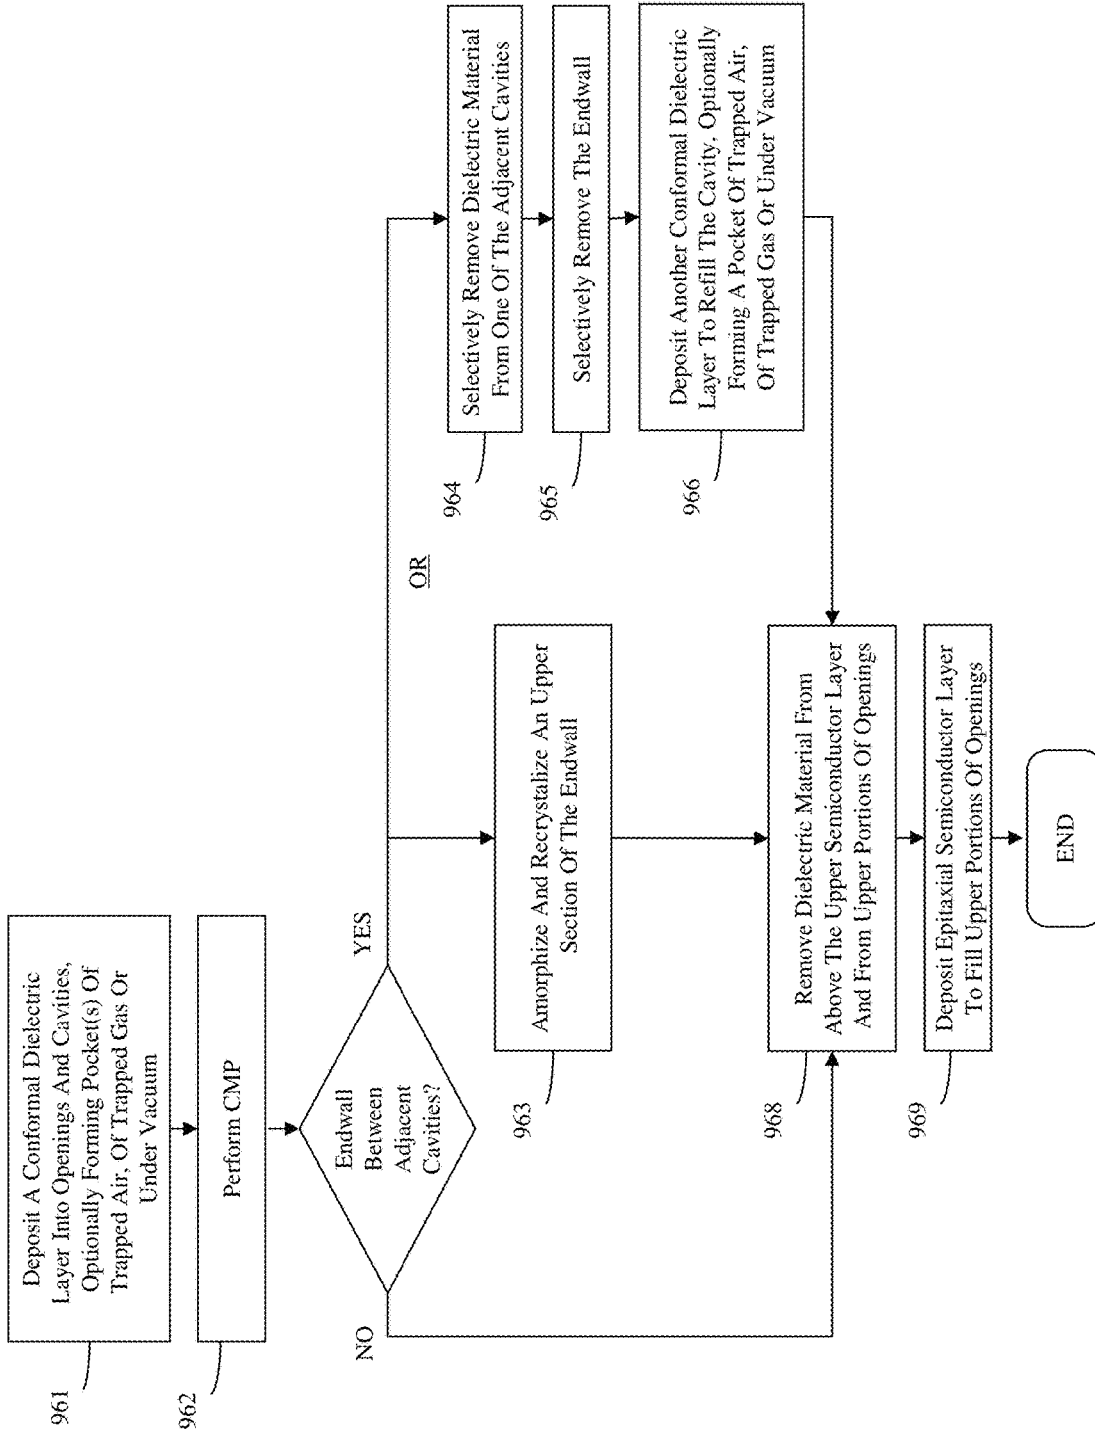 961
Deposit A Conformal Dielectric
Layer Into Openings And Cavities,
Optionally Forming Pocket(s) Of
Trapped Air, Of Trapped Gas Or
Under Vacuum
962
Perform CMP
Endwall
Between
Adjacent
Cavities?
NO
YES
OR
963
Amorphize And Recrystalize An Upper
Section Of The Endwall
964
Selectively Remove Dielectric Material
From One Of The Adjacent Cavities
965
Selectively Remove The Endwall
966
Deposit Another Conformal Dielectric
Layer To Refill The Cavity, Optionally
Forming A Pocket Of Trapped Air,
Of Trapped Gas Or Under Vacuum
968
Remove Dielectric Material From
Above The Upper Semiconductor Layer
And From Upper Portions Of Openings
969
Deposit Epitaxial Semiconductor Layer
To Fill Upper Portions Of Openings
END